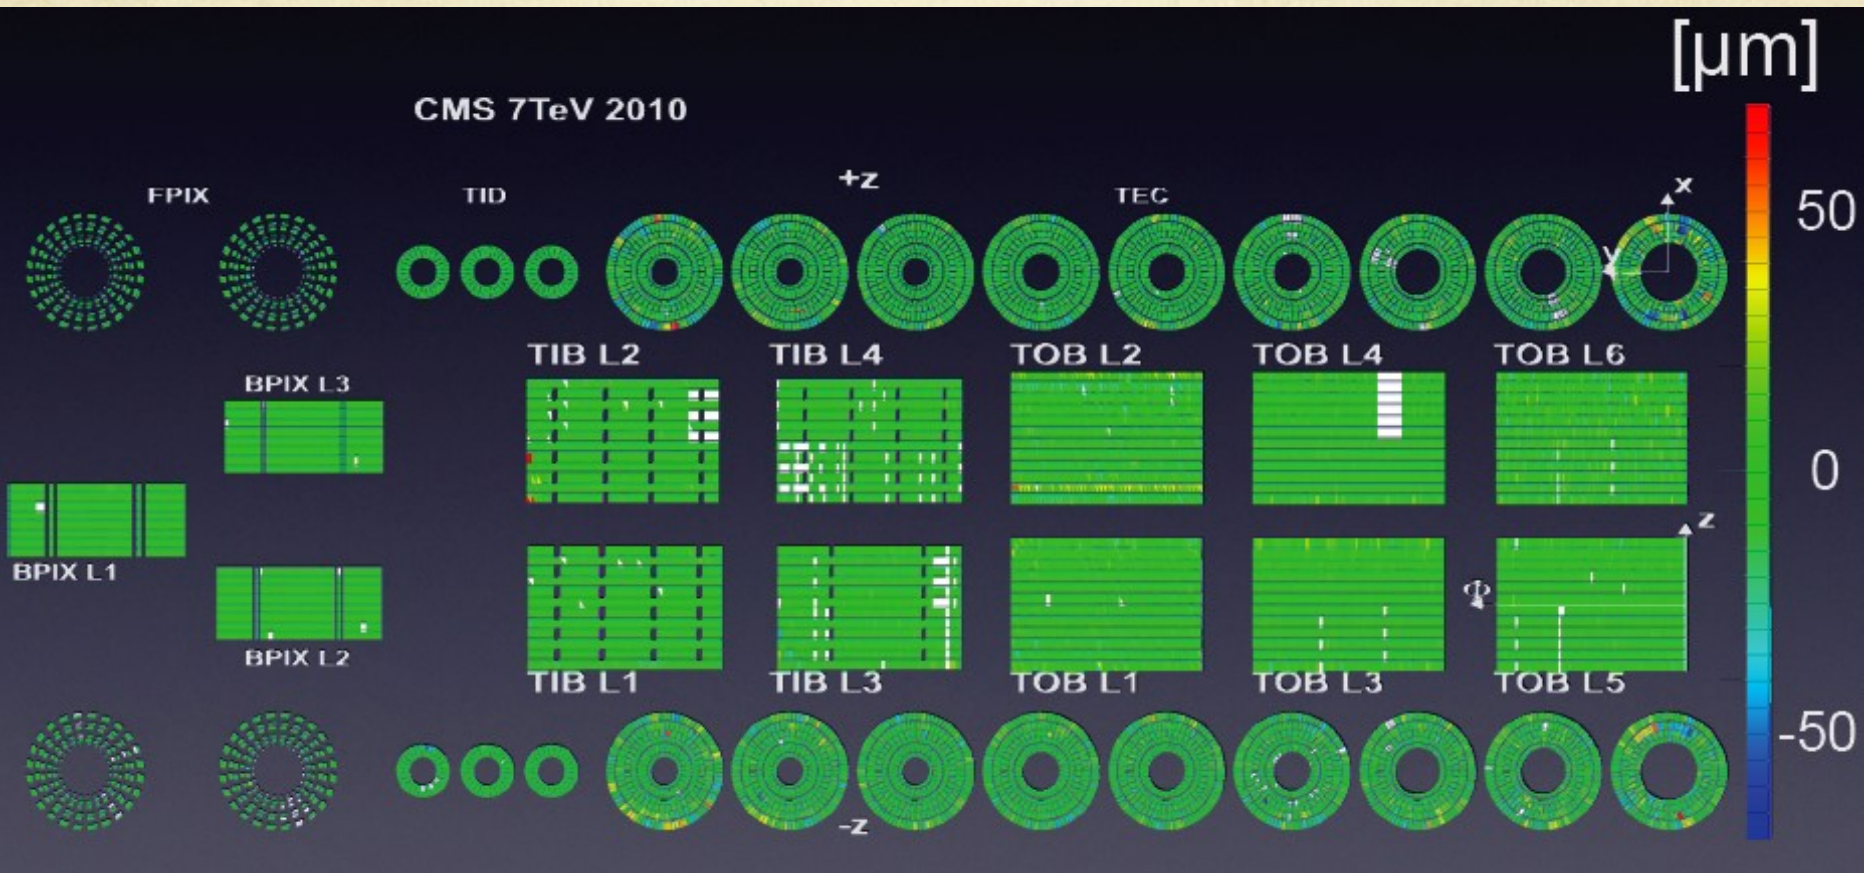 [µm]
CMS 7TeV 2010
+z
FPIX
TID
TEC
x
50
y
TIB L2
TIB L4
TOB L2
TOB L4
TOB L6
BPIX L3
0
z
BPIX L1
Φ
BPIX L2
TIB L1
TIB L3
TOB L1
TOB L3
TOB L5
-50
-z